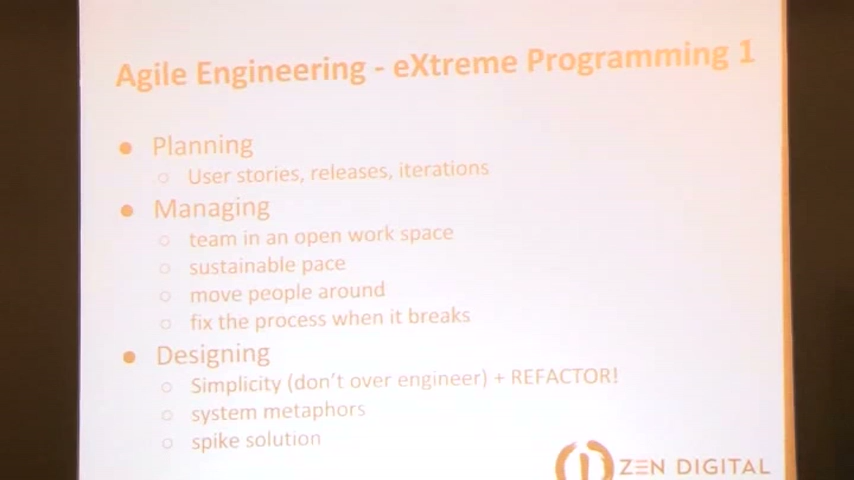 Agile Engineering - eXtreme Programming 1
● Planning
○ User stories, releases, iterations
● Managing
○ team in an open work space
○ sustainable pace
○ move people around
○ fix the process when it breaks
● Designing
○ Simplicity (don't over engineer) + REFACTOR!
○ system metaphors
○ spike solution
ZEN DIGITAL